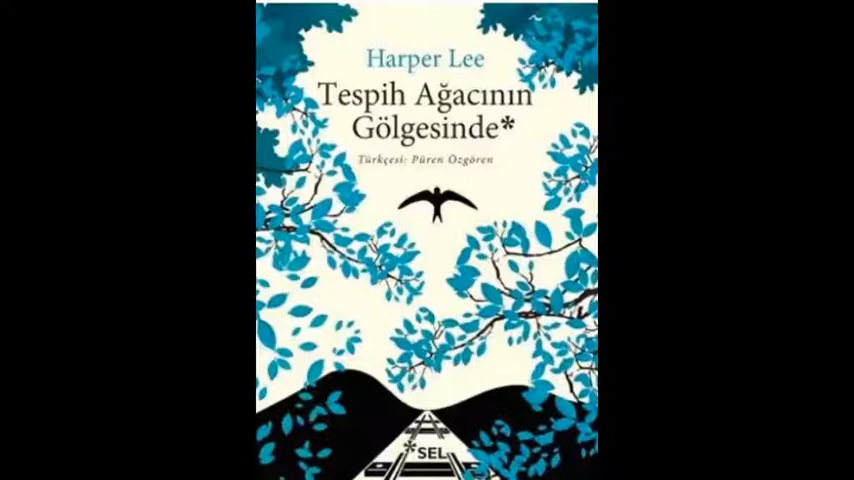 Harper Lee
Tespih Ağacının
Gölgesinde*
Türkçesi: Püren Özgören
*SEL